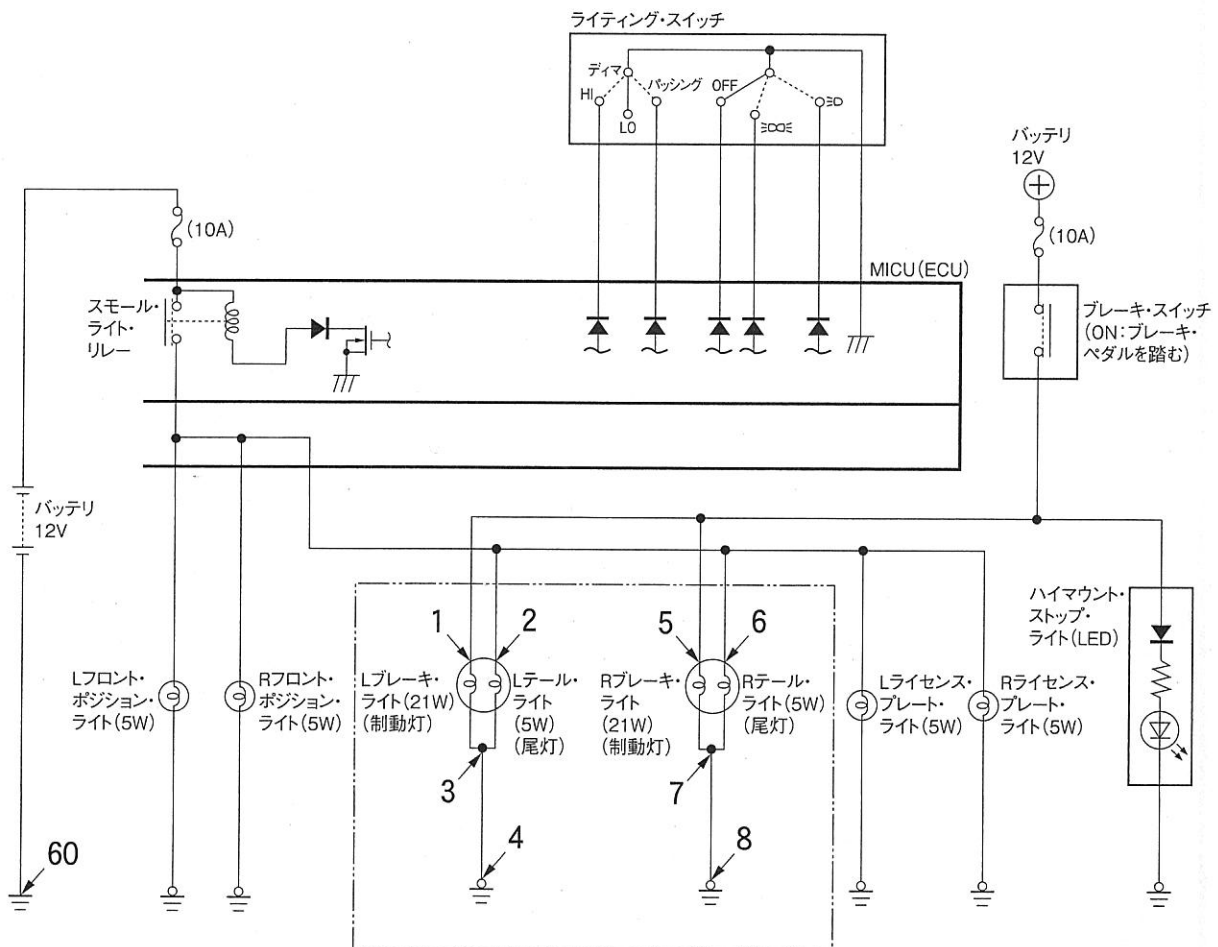 ライティング・スイッチ
ディマ
HI
LO
パッシング
OFF
バッテリ
12V
(10A)
(10A)
MICU(ECU)
スモール・
ライト・
リレー
ブレーキ・スイッチ
(ON:ブレーキ・
ペダルを踏む)
バッテリ
12V
ハイマウント・
ストップ・
ライト(LED)
1
2
5
6
Lフロント・
ポジション・
ライト(5W)
Rフロント・
ポジション・
ライト(5W)
Lブレーキ・
ライト(21W)
(制動灯)
Lテール・
ライト
(5W)
(尾灯)
Rブレーキ・
ライト
(21W)
(制動灯)
Rテール・
ライト(5W)
(尾灯)
Lライセンス・
プレート・
ライト(5W)
Rライセンス・
プレート・
ライト(5W)
3
7
4
8
60